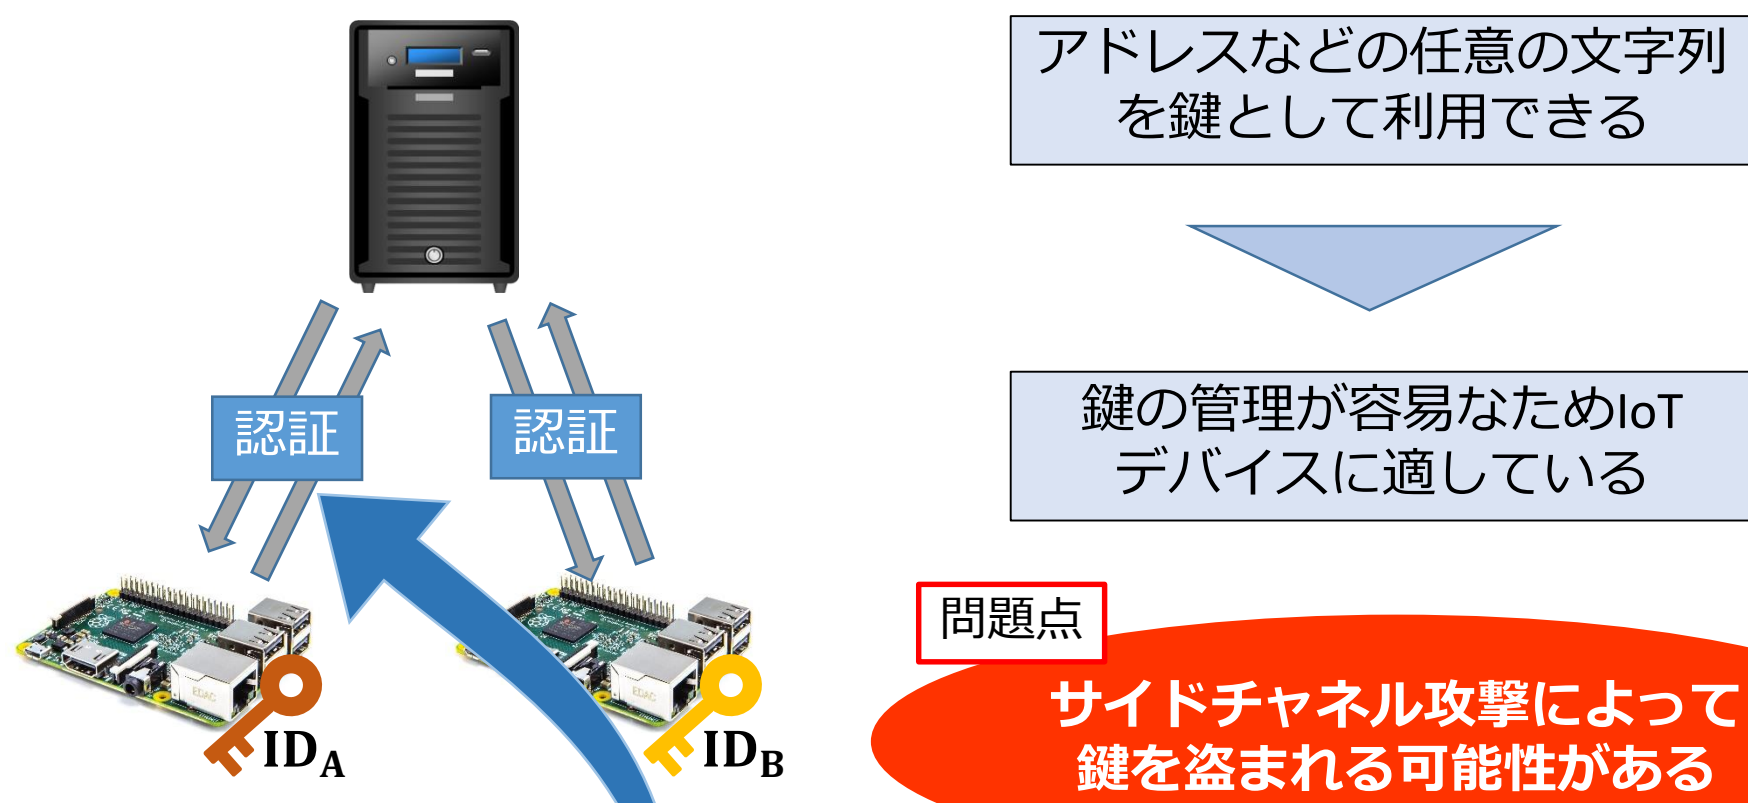 アドレスなどの任意の文字列
を鍵として利用できる
認証
認証
鍵の管理が容易なためIoT
デバイスに適している
問題点
サイドチャネル攻撃によって
鍵を盗まれる可能性がある
EDAC
EDAC
IDA
IDB